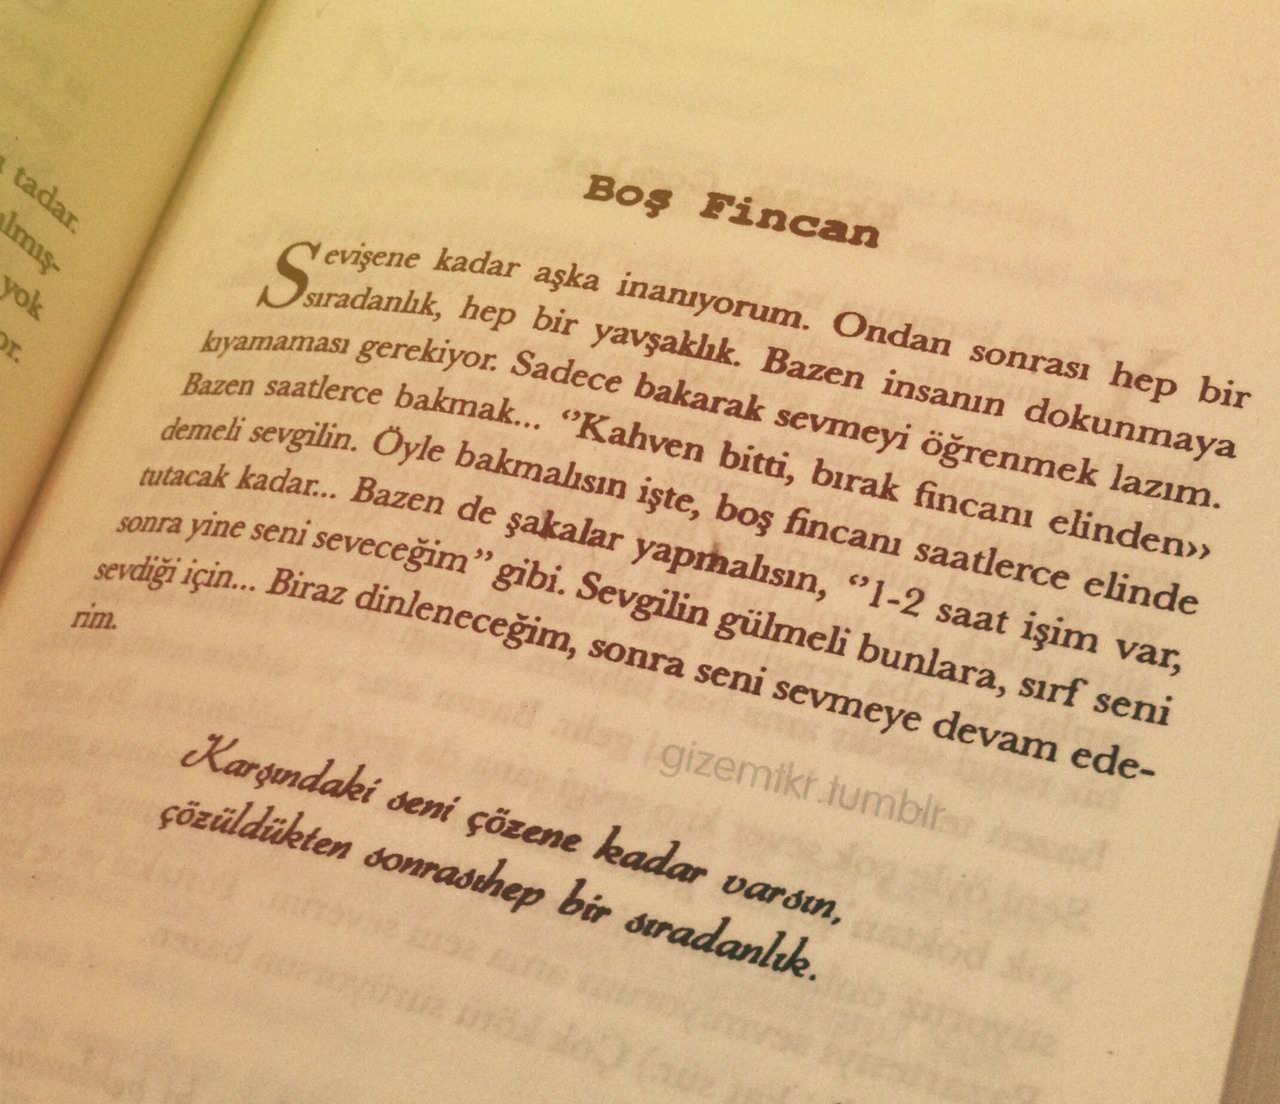 tadar.
yok
Boş Fincan
Sevişene kadar aşka inanıyorum. Ondan sonrası hep bir
sıradanlık, hep bir yavşaklık. Bazen insanın dokunmaya
kıyamaması gerekiyor. Sadece bakarak sevmeyi öğrenmek lazım.
Bazen saatlerce bakmak... ‘’Kahven bitti, bırak fincanı elinden››
demeli sevgilin. Öyle bakmalısın işte, boş fincanı saatlerce elinde
tutacak kadar... Bazen de şakalar yapmalısın, ‘’1-2 saat işim var,
sonra yine seni seveceğim’’ gibi. Sevgilin gülmeli bunlara, sırf seni
sevdiği için... Biraz dinleneceğim, sonra seni sevmeye devam ede-
rim.
gizemikr.tumblr
Karşındaki seni çözene kadar varsın,
çözüldükten sonrasıhep bir sıradanlık.